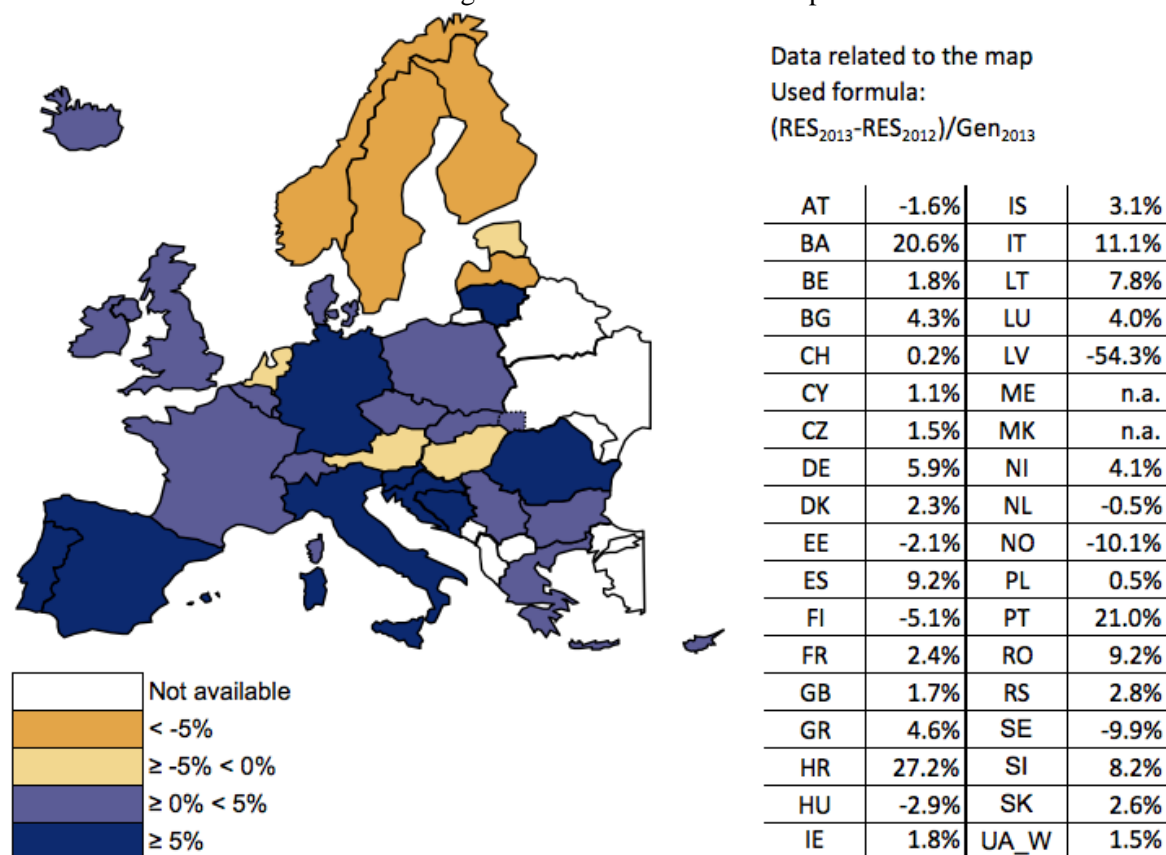 Data related to the map
Used formula:
(RES2013-RES2012)/Gen2013
AT -1.6% IS 3.1%
BA 20.6% IT 11.1%
BE 1.8% LT 7.8%
BG 4.3% LU 4.0%
CH 0.2% LV -54.3%
CY 1.1% ME n.a.
CZ 1.5% MK n.a.
DE 5.9% NI 4.1%
DK 2.3% NL -0.5%
EE -2.1% NO -10.1%
ES 9.2% PL 0.5%
FI -5.1% PT 21.0%
FR 2.4% RO 9.2%
GB 1.7% RS 2.8%
GR 4.6% SE -9.9%
HR 27.2% SI 8.2%
HU -2.9% SK 2.6%
IE 1.8% UA_W 1.5%
Not available
< -5%
≥ -5% < 0%
≥ 0% < 5%
≥ 5%